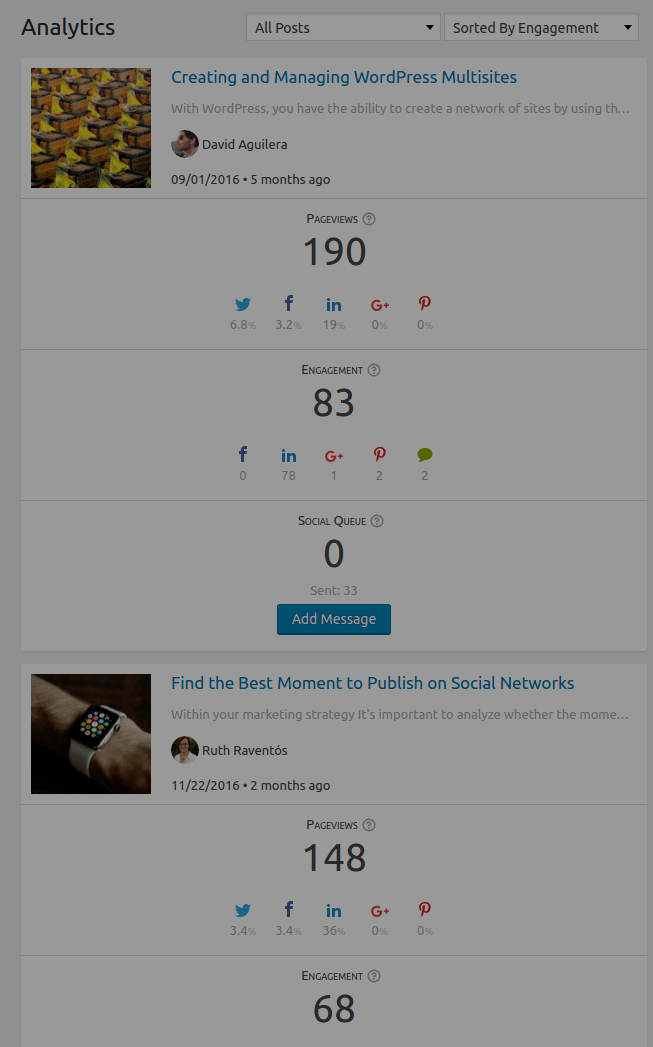 Analytics
All Posts
Sorted By Engagement
Creating and Managing WordPress Multisites
With WordPress, you have the ability to create a network of sites by using th…
David Aguilera
09/01/2016 • 5 months ago
Pageviews ?
190
6.8% 3.2% 19% 0% 0%
Engagement ?
83
0 78 1 2 2
Social Queue ?
0
Sent: 33
Add Message
Find the Best Moment to Publish on Social Networks
Within your marketing strategy It's important to analyze whether the mome…
Ruth Raventós
11/22/2016 • 2 months ago
Pageviews ?
148
3.4% 3.4% 36% 0% 0%
Engagement ?
68